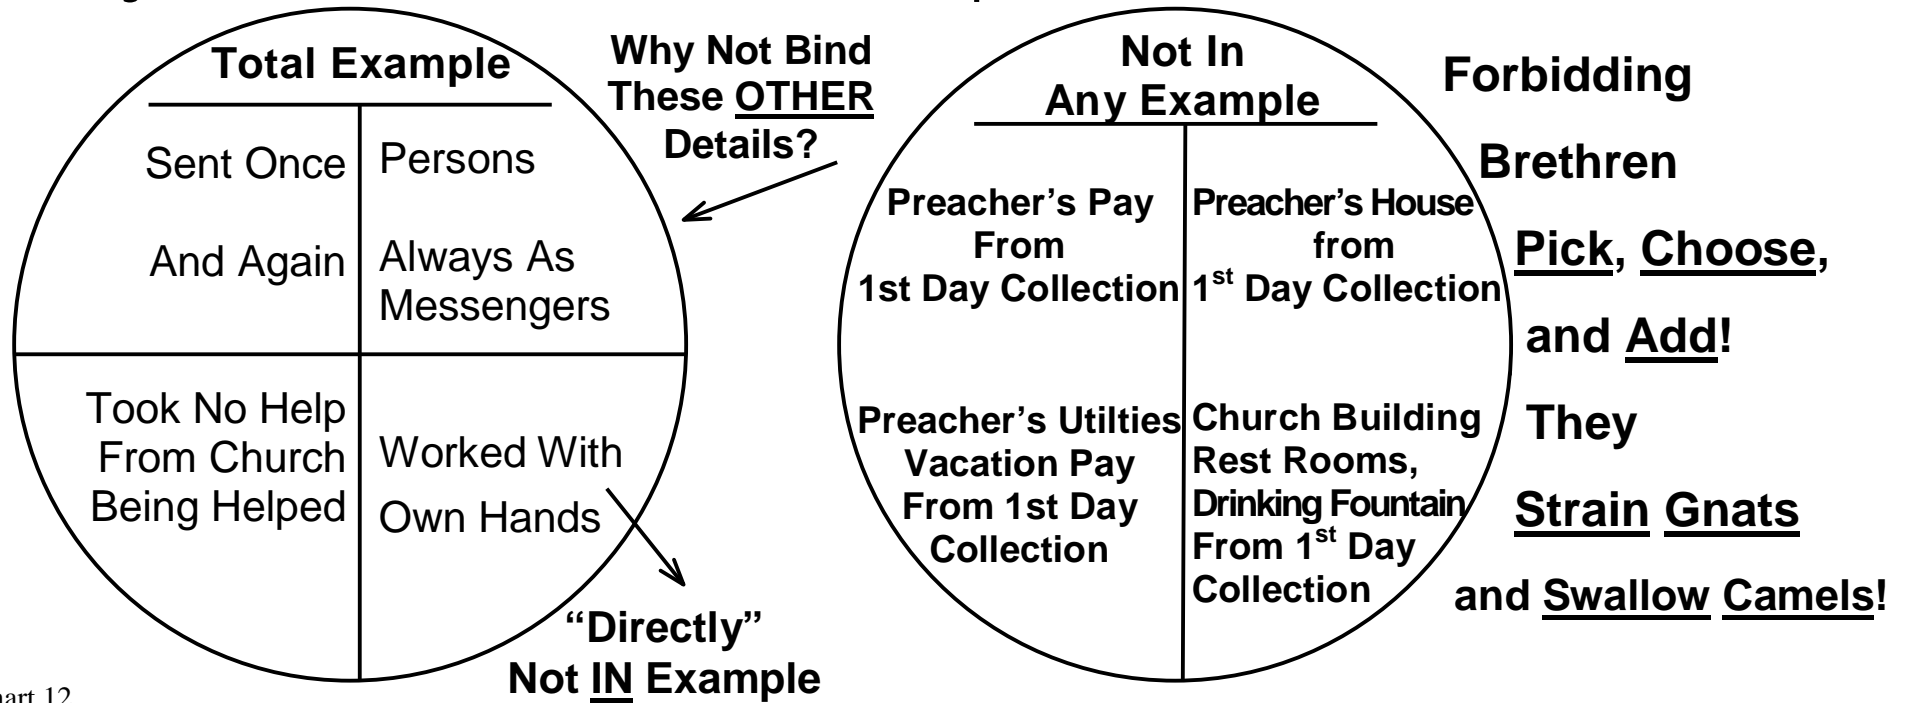 Total Example
Sent Once
And Again
Persons
Always As
Messengers
Took No Help
From Church
Being Helped
Worked With
Own Hands
Why Not Bind
These OTHER
Details?
“Directly”
Not IN Example
Not In
Any Example
Preacher’s Pay
From
1st Day Collection
Preacher’s House
from
1st Day Collection
Preacher’s Utilties
Vacation Pay
From 1st Day
Collection
Church Building
Rest Rooms,
Drinking Fountain
From 1st Day
Collection
Forbidding
Brethren
Pick, Choose,
and Add!
They
Strain Gnats
and Swallow Camels!
12